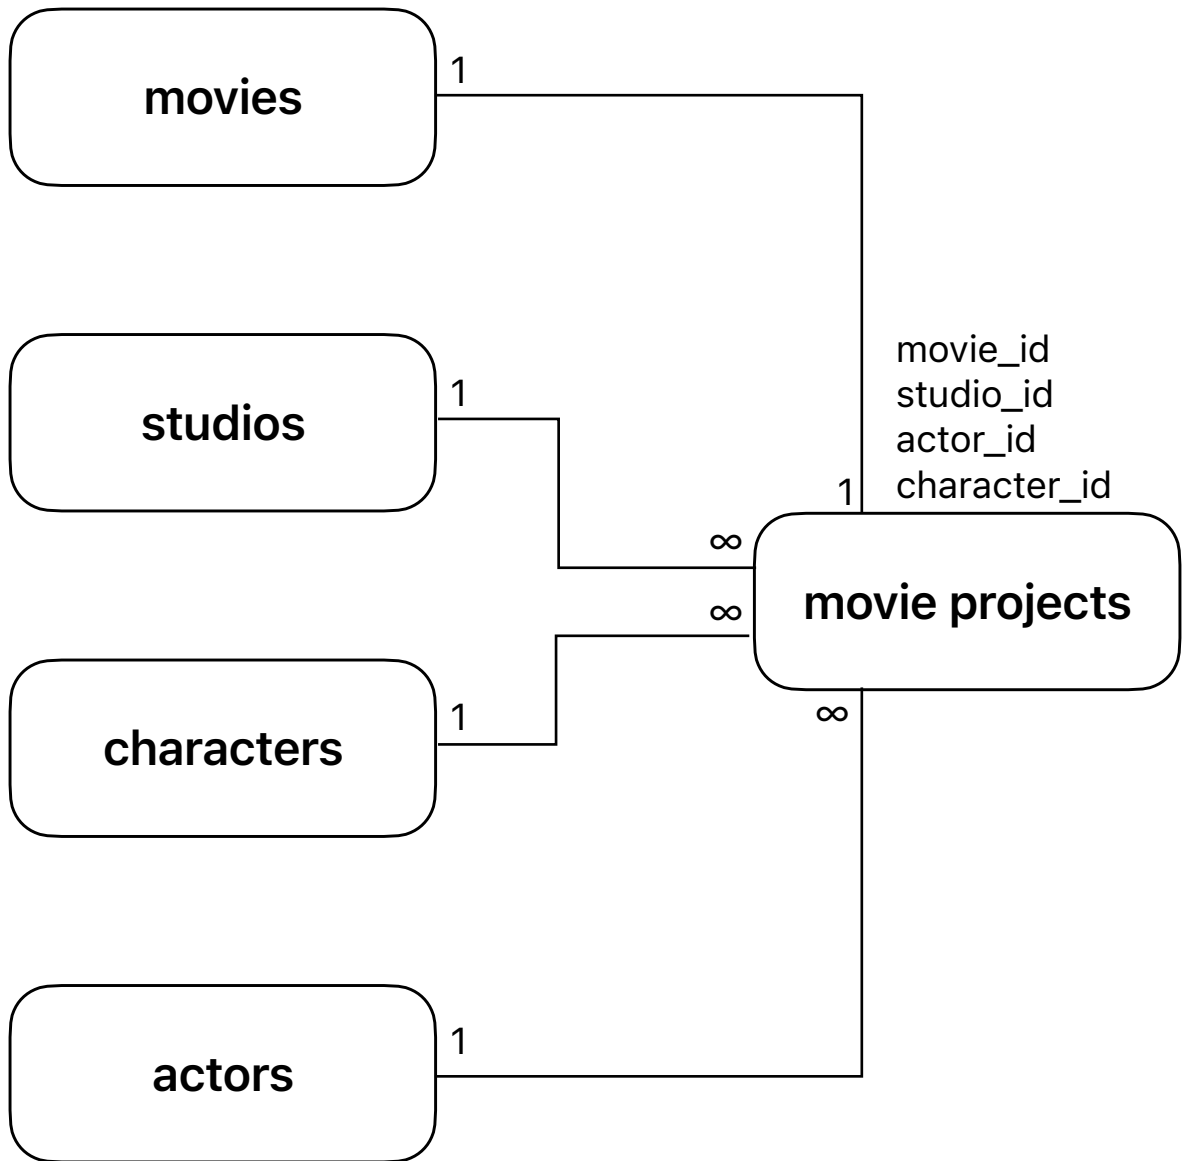 movies
1
movie_id
studio_id
actor_id
character_id
1
studios
1
∞
movie projects
∞
characters
1
∞
actors
1